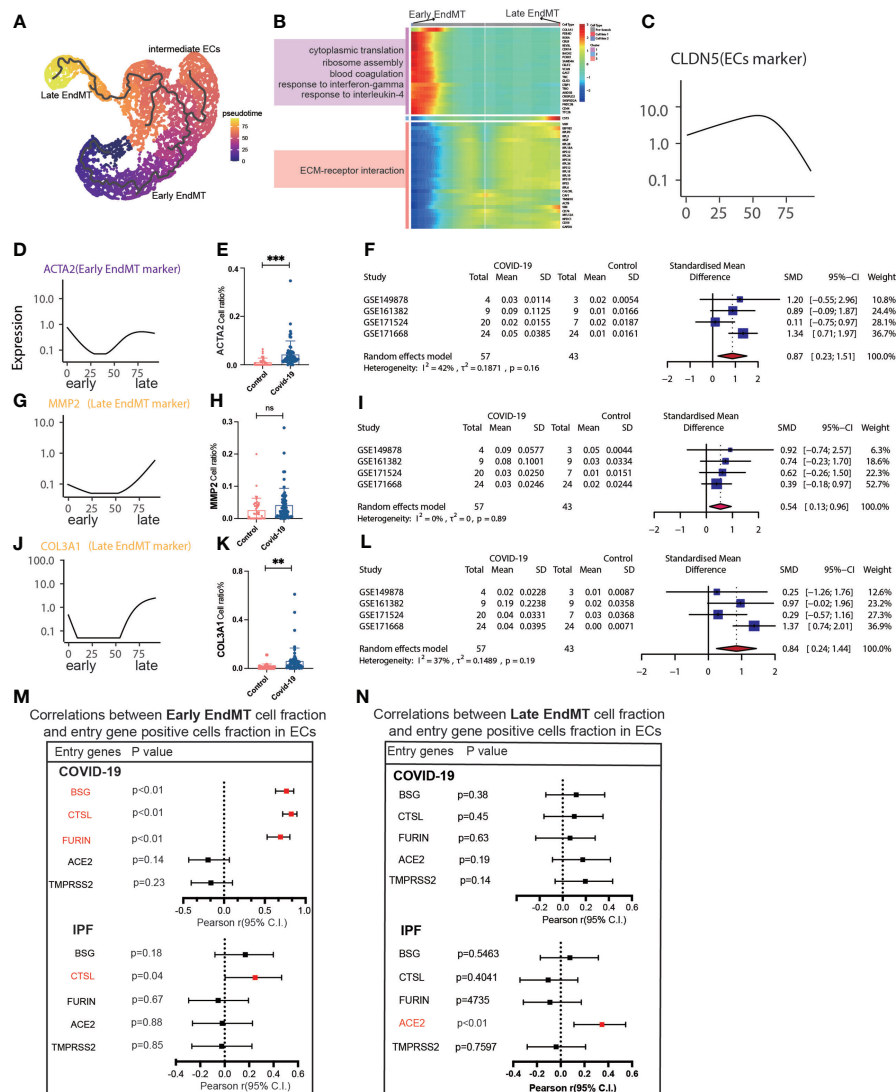 A
intermediate ECs
Late EndMT
Early EndMT
pseudotime
75
50
25
0
B
Early EndMT
Late EndMT
cytoplasmic translation
ribosome assembly
blood coagulation
response to interferon-gamma
response to interleukin-4
ECM-receptor interaction
C
CLDN5(ECs marker)
10.0
1.0
0.1
0 25 50 75
D
ACTA2(Early EndMT marker)
Expression
10.0
1.0
0.1
0 25 50 75
early late
E
***
ACTA2 Cell ratio%
0.4
0.2
0.0
Control
Covid-19
F
COVID-19 Control Standardised Mean
Study Total Mean SD Total Mean SD Difference SMD 95%-CI Weight
GSE149878 4 0.03 0.0114 3 0.02 0.0054 1.20 [-0.55; 2.96] 10.8%
GSE161382 9 0.09 0.1125 9 0.01 0.0166 0.89 [-0.09; 1.87] 24.4%
GSE171524 20 0.02 0.0155 7 0.02 0.0187 0.11 [-0.75; 0.97] 28.1%
GSE171668 24 0.05 0.0385 24 0.01 0.0161 1.34 [ 0.71; 1.97] 36.7%
Random effects model 57 43 0.87 [ 0.23; 1.51] 100.0%
Heterogeneity: I² = 42%, τ² = 0.1871 , p = 0.16
-2 -1 0 1 2
G
MMP2 (Late EndMT marker)
10.0
1.0
0.1
0 25 50 75
early late
H
ns
MMP2 Cell ratio%
0.3
0.2
0.1
0.0
Control
Covid-19
I
COVID-19 Control Standardised Mean
Study Total Mean SD Total Mean SD Difference SMD 95%-CI Weight
GSE149878 4 0.09 0.0577 3 0.05 0.0044 0.92 [-0.74; 2.57] 6.3%
GSE161382 9 0.08 0.1001 9 0.03 0.0334 0.74 [-0.23; 1.70] 18.6%
GSE171524 20 0.03 0.0250 7 0.01 0.0151 0.62 [-0.26; 1.50] 22.3%
GSE171668 24 0.03 0.0246 24 0.02 0.0244 0.39 [-0.18; 0.97] 52.7%
Random effects model 57 43 0.54 [ 0.13; 0.96] 100.0%
Heterogeneity: I² = 0%, τ² = 0, p = 0.89
-2 -1 0 1 2
J
COL3A1 (Late EndMT marker)
100.0
10.0
1.0
0.1
0 25 50 75
early late
K
**
COL3A1 Cell ratio%
0.8
0.6
0.4
0.2
0.0
Control
Covid-19
L
COVID-19 Control Standardised Mean
Study Total Mean SD Total Mean SD Difference SMD 95%-CI Weight
GSE149878 4 0.02 0.0228 3 0.01 0.0087 0.25 [-1.26; 1.76] 12.6%
GSE161382 9 0.19 0.2238 9 0.02 0.0358 0.97 [-0.02; 1.96] 23.2%
GSE171524 20 0.04 0.0331 7 0.03 0.0368 0.29 [-0.57; 1.16] 27.3%
GSE171668 24 0.04 0.0395 24 0.00 0.0071 1.37 [ 0.74; 2.01] 36.9%
Random effects model 57 43 0.84 [ 0.24; 1.44] 100.0%
Heterogeneity: I² = 37%, τ² = 0.1489 , p = 0.19
-2 -1 0 1 2
M
Correlations between Early EndMT cell fraction
and entry gene positive cells fraction in ECs
Entry genes P value
COVID-19
BSG p<0.01
CTSL p<0.01
FURIN p<0.01
ACE2 p=0.14
TMPRSS2 p=0.23
-0.5 0.0 0.5 1.0
Pearson r(95% C.I.)
IPF
BSG p=0.18
CTSL p=0.04
FURIN p=0.67
ACE2 p=0.88
TMPRSS2 p=0.85
-0.4 0.0 0.4 0.6
Pearson r(95% C.I.)
N
Correlations between Late EndMT cell fraction
and entry gene positive cells fraction in ECs
Entry genes P value
COVID-19
BSG p=0.38
CTSL p=0.45
FURIN p=0.63
ACE2 p=0.19
TMPRSS2 p=0.14
-0.4 -0.2 0.0 0.2 0.4 0.6
Pearson r(95% C.I.)
IPF
BSG p=0.5463
CTSL p=0.4041
FURIN p=4735
ACE2 p<0.01
TMPRSS2 p=0.7597
-0.4 -0.2 0.0 0.2 0.4 0.6
Pearson r(95% C.I.)